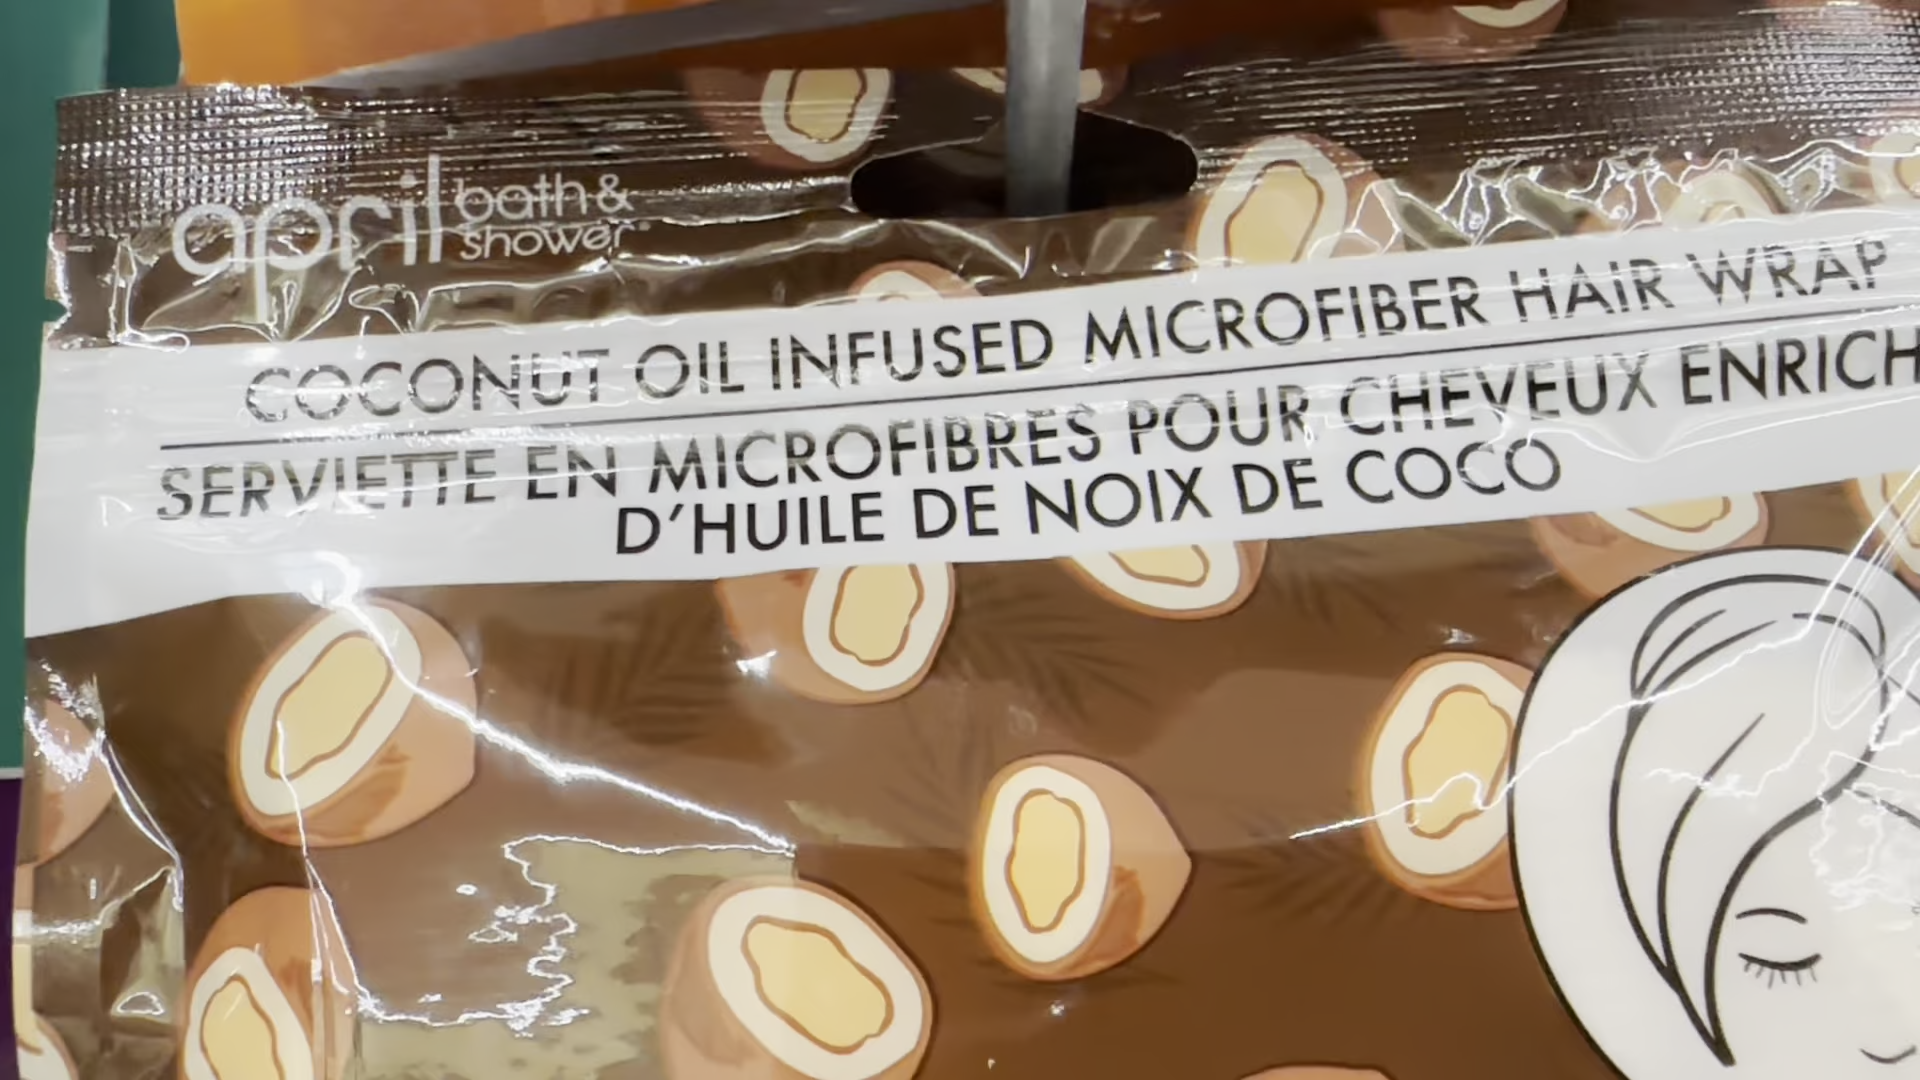 april bath &
shower
COCONUT OIL INFUSED MICROFIBER HAIR WRAP
SERVIETTE EN MICROFIBRES POUR CHEVEUX
D'HUILE DE NOIX DE COCO